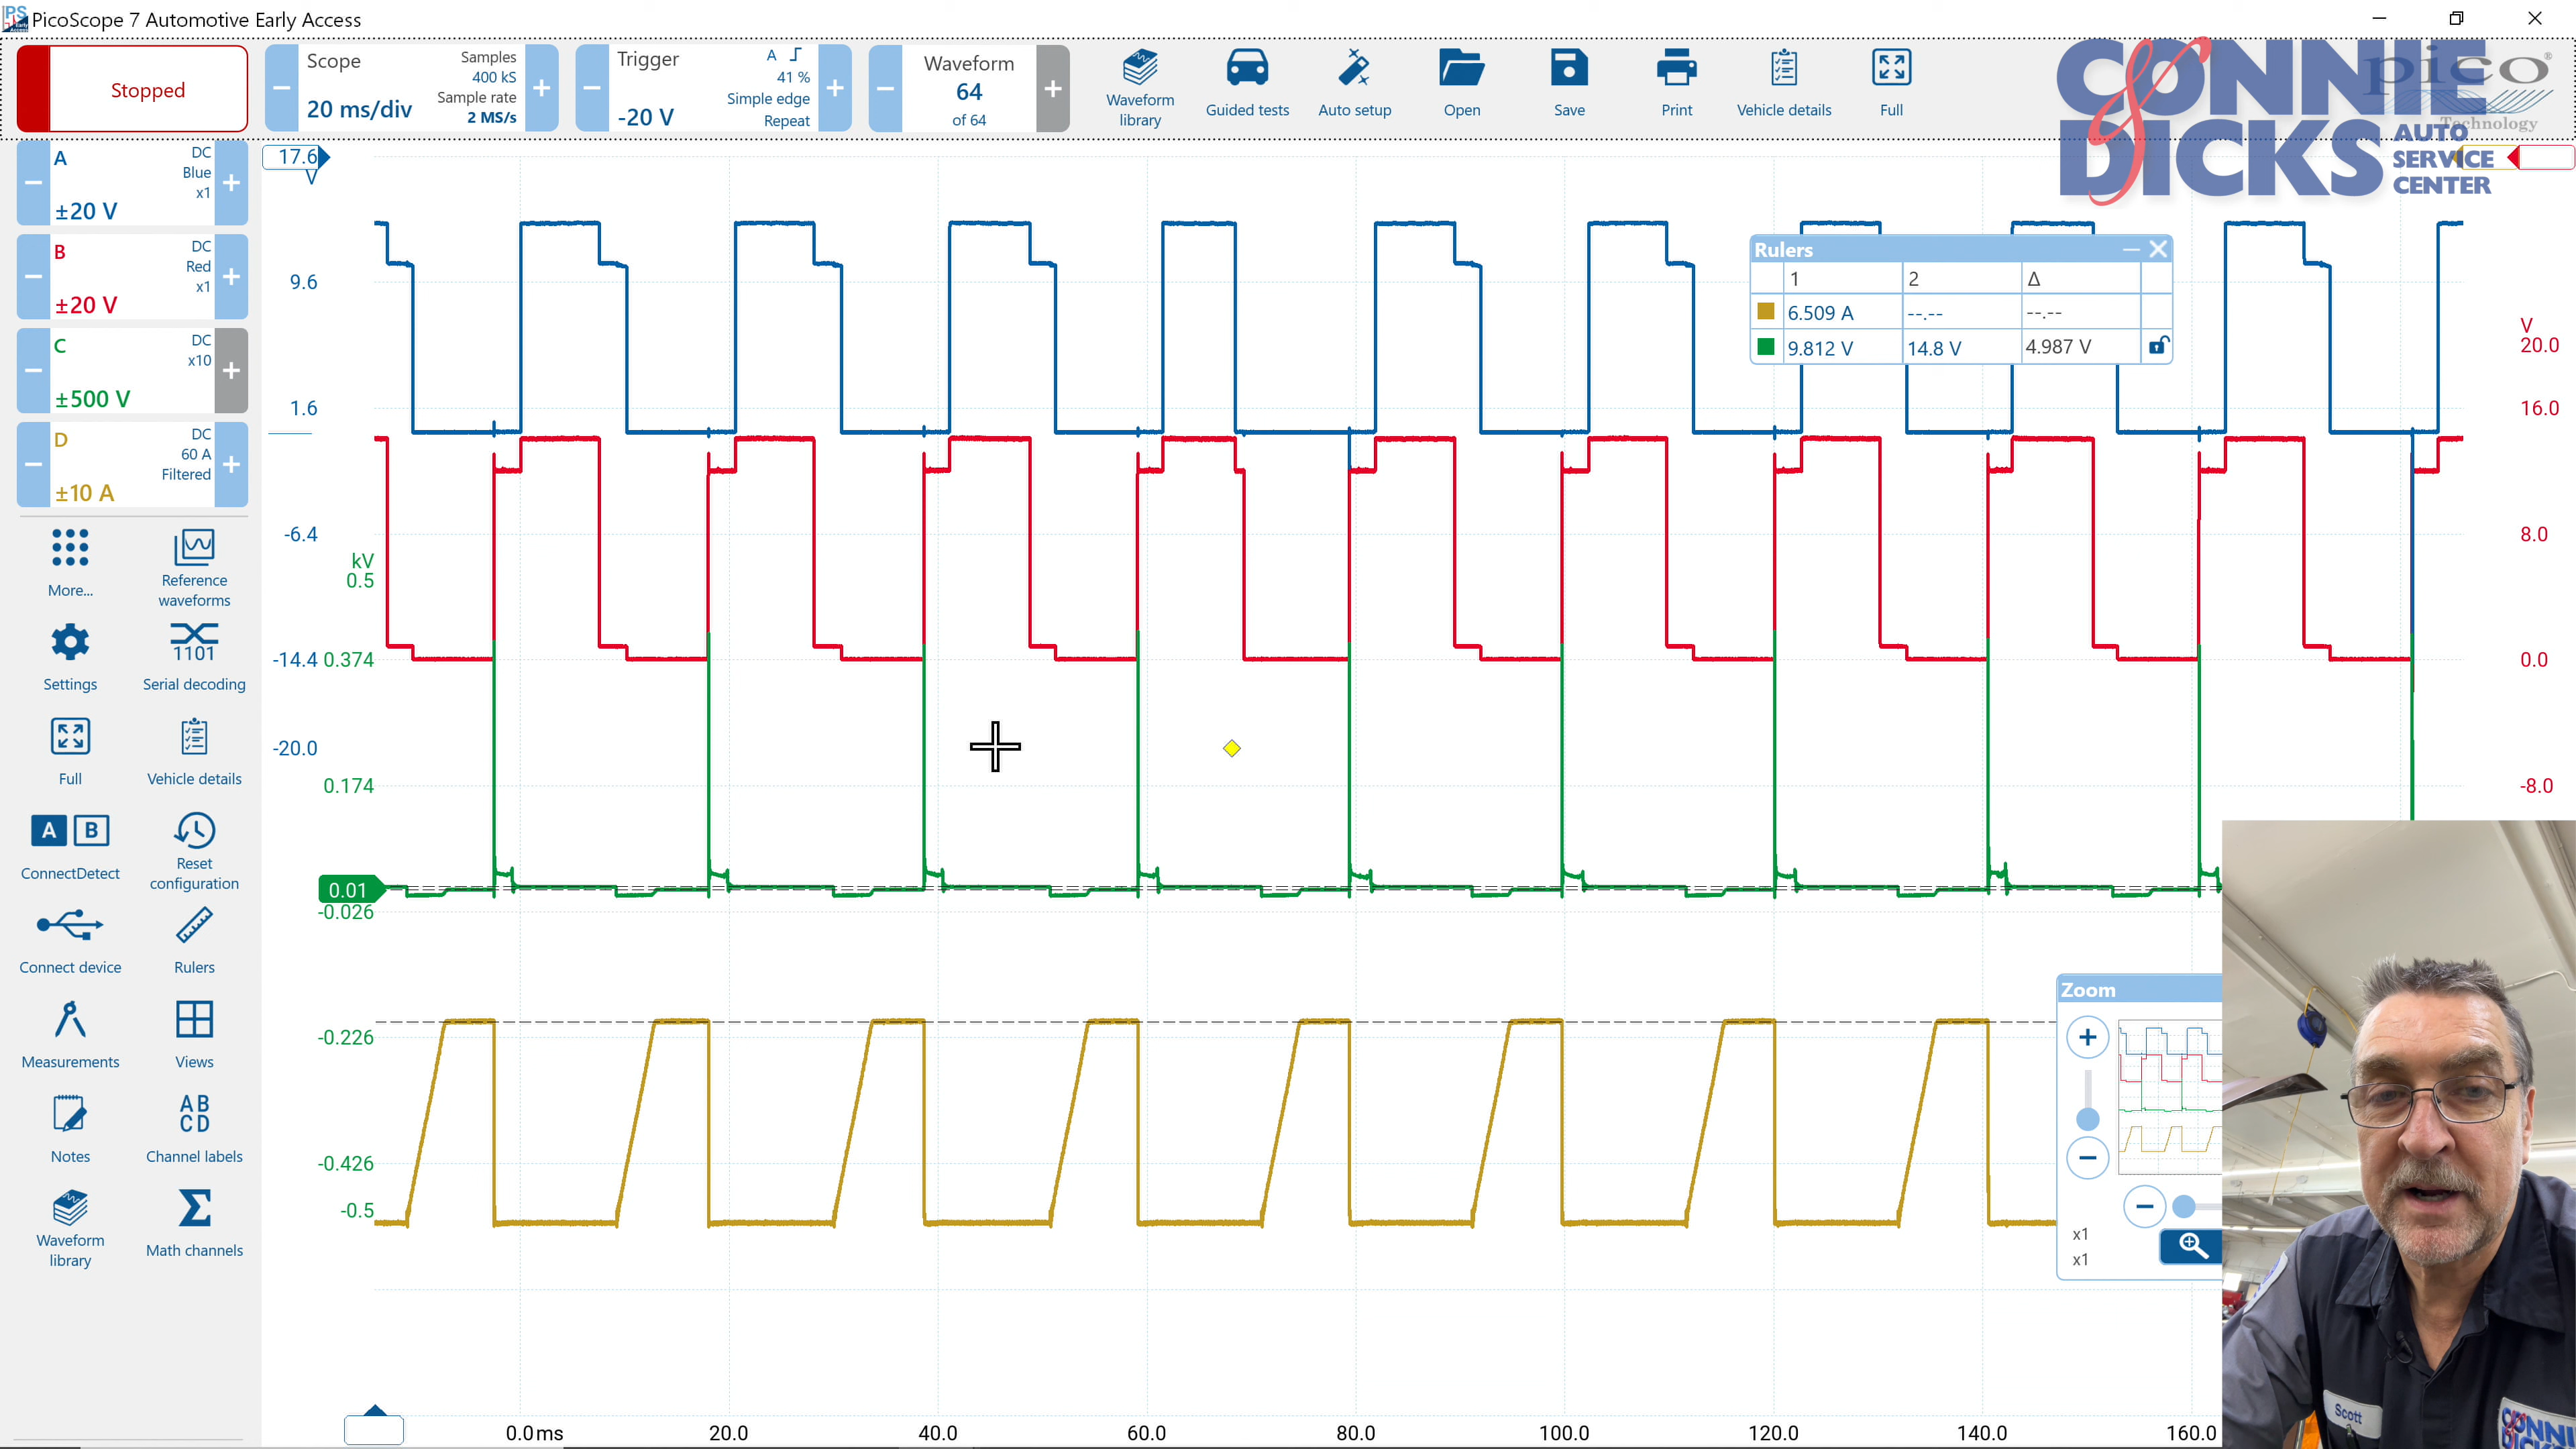 PicoScope 7 Automotive Early Access
Stopped
Scope
20 ms/div
Samples
400 kS
Sample rate
2 MS/s
Trigger
-20 V
A
41 %
Simple edge
Repeat
Waveform
64
of 64
Waveform
library
Guided tests
Auto setup
Open
Save
Print
Vehicle details
Full
CONNIE
& DICKS
AUTO
SERVICE
CENTER
pico
Technology
A
DC
Blue
x1
±20 V
B
DC
Red
x1
±20 V
C
DC
x10
±500 V
D
DC
60 A
Filtered
±10 A
More...
Reference
waveforms
Settings
1101
Serial decoding
Full
Vehicle details
A B
ConnectDetect
Reset
configuration
Connect device
Rulers
Measurements
Views
Notes
AB
CD
Channel labels
Waveform
library
Math channels
17.6
V
9.6
1.6
-6.4
-14.4
-20.0
kV
0.5
0.374
0.174
0.01
-0.026
-0.226
-0.426
-0.5
Rulers
1 2 Δ
6.509 A --.-- --.--
9.812 V 14.8 V 4.987 V
V
20.0
16.0
8.0
0.0
-8.0
Zoom
x1
x1
0.0ms 20.0 40.0 60.0 80.0 100.0 120.0 140.0 160.0
Scott
CONN
DICK